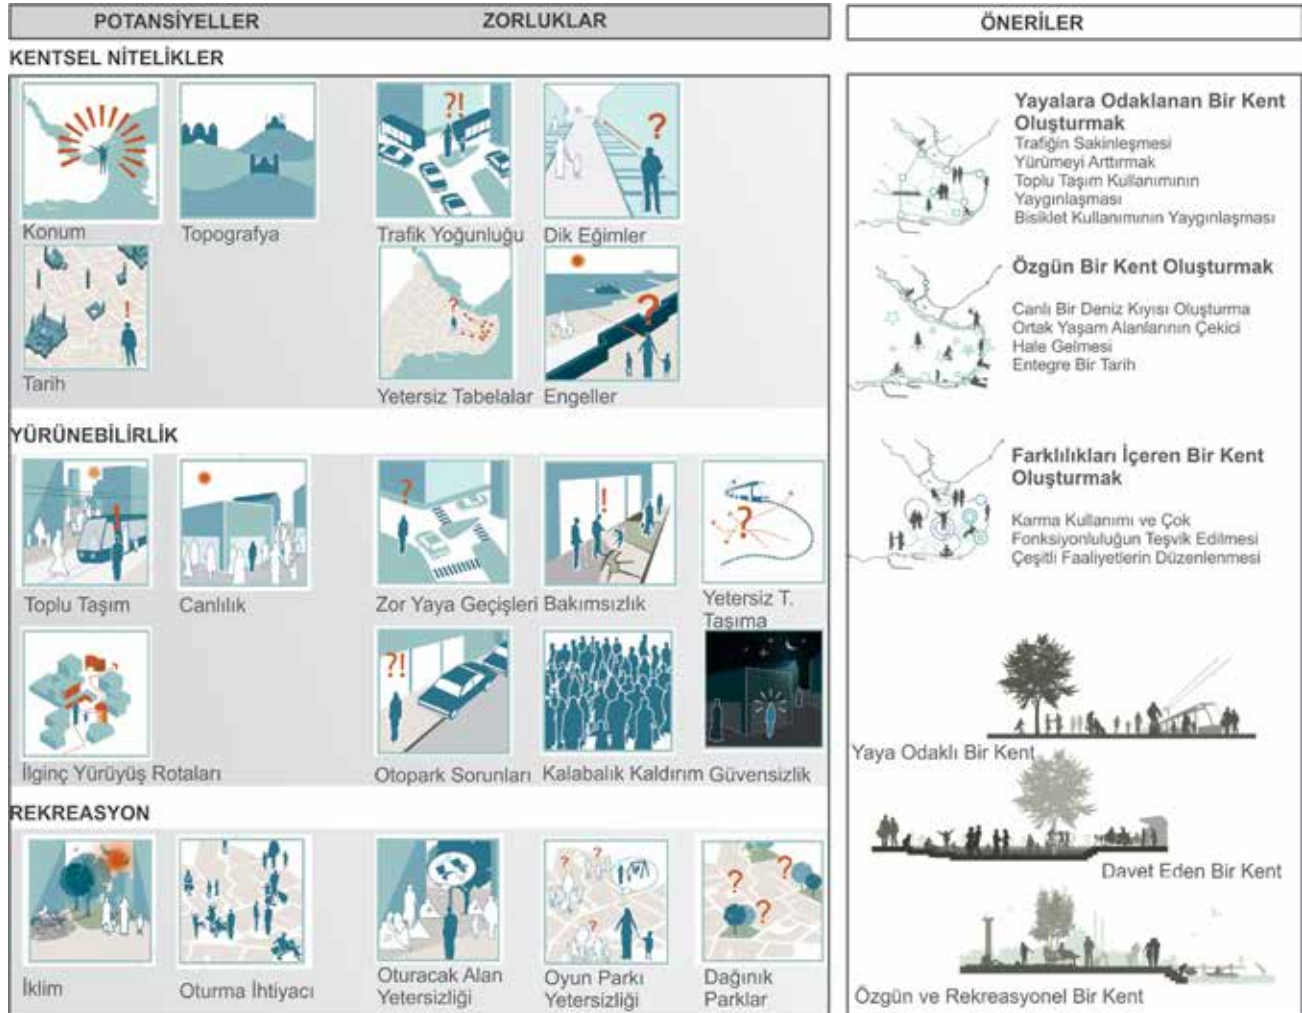 POTANSİYELLER
ZORLUKLAR
ÖNERİLER
KENTSEL NİTELİKLER
Konum
Topografya
Trafik Yoğunluğu
Dik Eğimler
Tarih
Yetersiz Tabelalar
Engeller
YÜRÜNEBİLİRLİK
Toplu Taşım
Canlılık
Zor Yaya Geçişleri
Bakımsızlık
Yetersiz T.
Taşıma
İlginç Yürüyüş Rotaları
Otopark Sorunları
Kalabalık Kaldırım
Güvensizlik
REKREASYON
İklim
Oturma İhtiyacı
Oturacak Alan
Yetersizliği
Oyun Parkı
Yetersizliği
Dağınık
Parklar
Yayalara Odaklanan Bir Kent
Oluşturmak
Trafiğin Sakinleşmesi
Yürümeyi Arttırmak
Toplu Taşım Kullanımının
Yaygınlaşması
Bisiklet Kullanımının Yaygınlaşması
Özgün Bir Kent Oluşturmak
Canlı Bir Deniz Kıyısı Oluşturma
Ortak Yaşam Alanlarının Çekici
Hale Gelmesi
Entegre Bir Tarih
Farklılıkları İçeren Bir Kent
Oluşturmak
Karma Kullanımı ve Çok
Fonksiyonluluğun Teşvik Edilmesi
Çeşitli Faaliyetlerin Düzenlenmesi
Yaya Odaklı Bir Kent
Davet Eden Bir Kent
Özgün ve Rekreasyonel Bir Kent